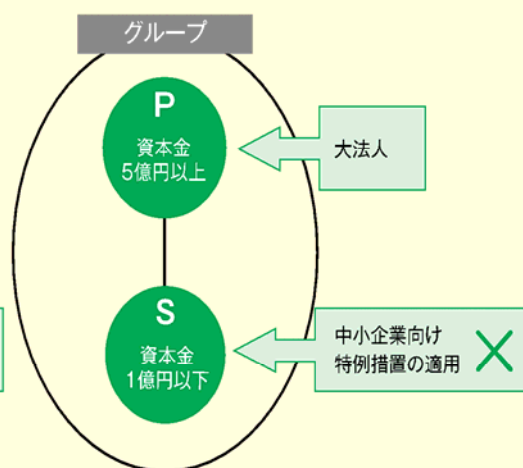 グループ
P
資本金
5億円以上
大法人
S
資本金
1億円以下
中小企業向け
特例措置の適用